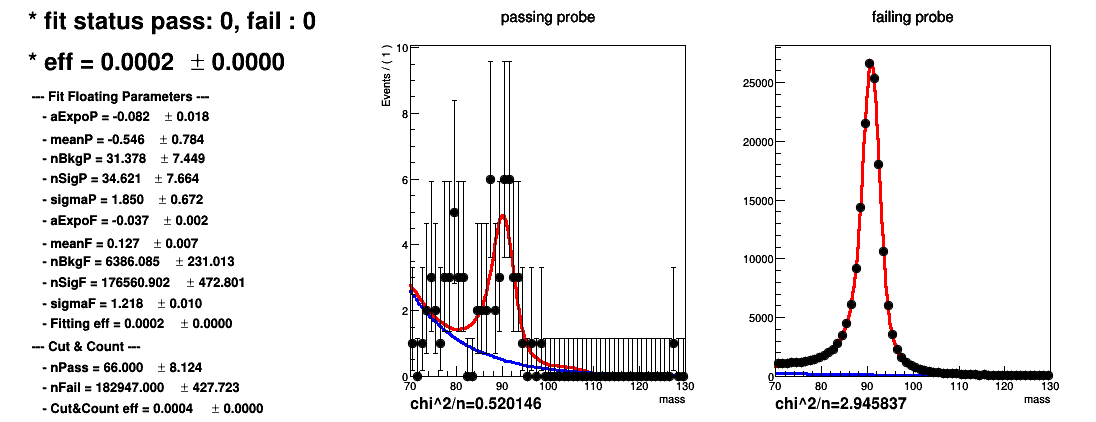 * fit status pass: 0, fail : 0
* eff = 0.0002 ± 0.0000
--- Fit Floating Parameters ---
- aExpoP = -0.082 ± 0.018
- meanP = -0.546 ± 0.784
- nBkgP = 31.378 ± 7.449
- nSigP = 34.621 ± 7.664
- sigmaP = 1.850 ± 0.672
- aExpoF = -0.037 ± 0.002
- meanF = 0.127 ± 0.007
- nBkgF = 6386.085 ± 231.013
- nSigF = 176560.902 ± 472.801
- sigmaF = 1.218 ± 0.010
- Fitting eff = 0.0002 ± 0.0000
--- Cut & Count ---
- nPass = 66.000 ± 8.124
- nFail = 182947.000 ± 427.723
- Cut&Count eff = 0.0004 ± 0.0000
passing probe
Events / ( 1 )
10
8
6
4
2
0
70 80 90 100 110 120 130
mass
chi^2/n=0.520146
failing probe
25000
20000
15000
10000
5000
0
70 80 90 100 110 120 130
mass
chi^2/n=2.945837